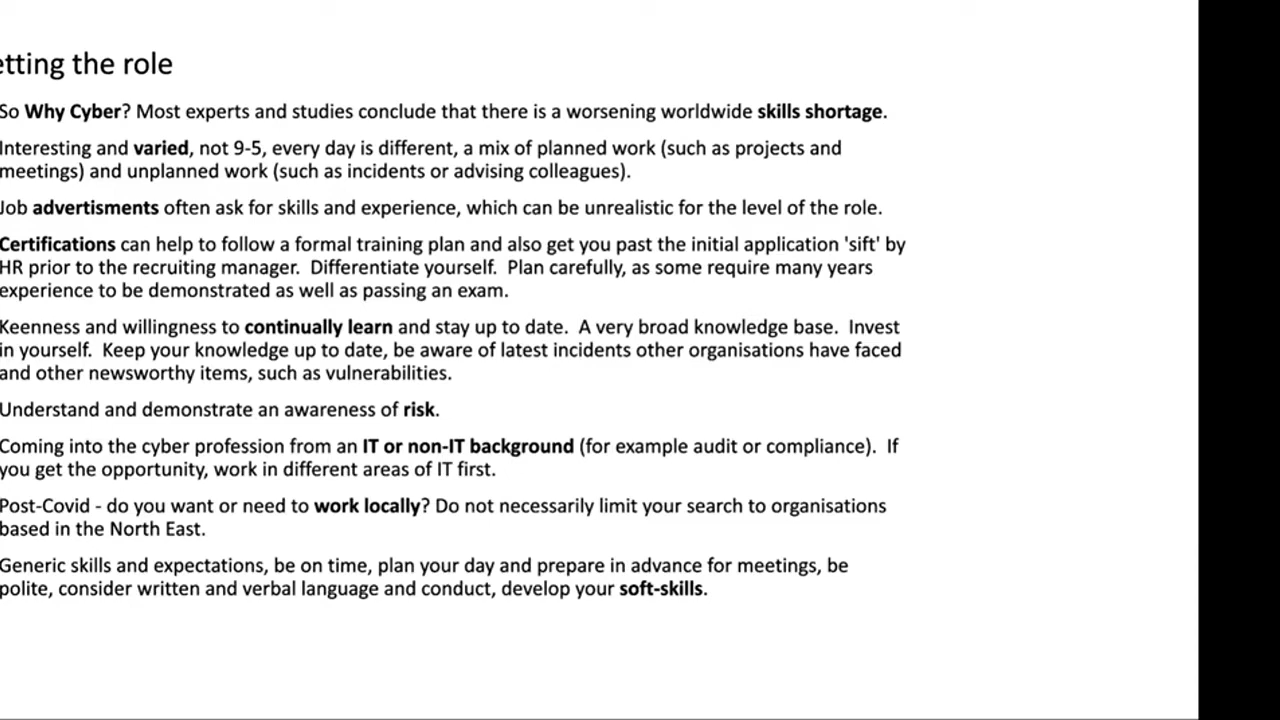 etting the role
So Why Cyber? Most experts and studies conclude that there is a worsening worldwide skills shortage.
Interesting and varied, not 9-5, every day is different, a mix of planned work (such as projects and
meetings) and unplanned work (such as incidents or advising colleagues).
Job advertisments often ask for skills and experience, which can be unrealistic for the level of the role.
Certifications can help to follow a formal training plan and also get you past the initial application 'sift' by
HR prior to the recruiting manager.  Differentiate yourself.  Plan carefully, as some require many years
experience to be demonstrated as well as passing an exam.
Keenness and willingness to continually learn and stay up to date.  A very broad knowledge base.  Invest
in yourself.  Keep your knowledge up to date, be aware of latest incidents other organisations have faced
and other newsworthy items, such as vulnerabilities.
Understand and demonstrate an awareness of risk.
Coming into the cyber profession from an IT or non-IT background (for example audit or compliance).  If
you get the opportunity, work in different areas of IT first.
Post-Covid - do you want or need to work locally? Do not necessarily limit your search to organisations
based in the North East.
Generic skills and expectations, be on time, plan your day and prepare in advance for meetings, be
polite, consider written and verbal language and conduct, develop your soft-skills.